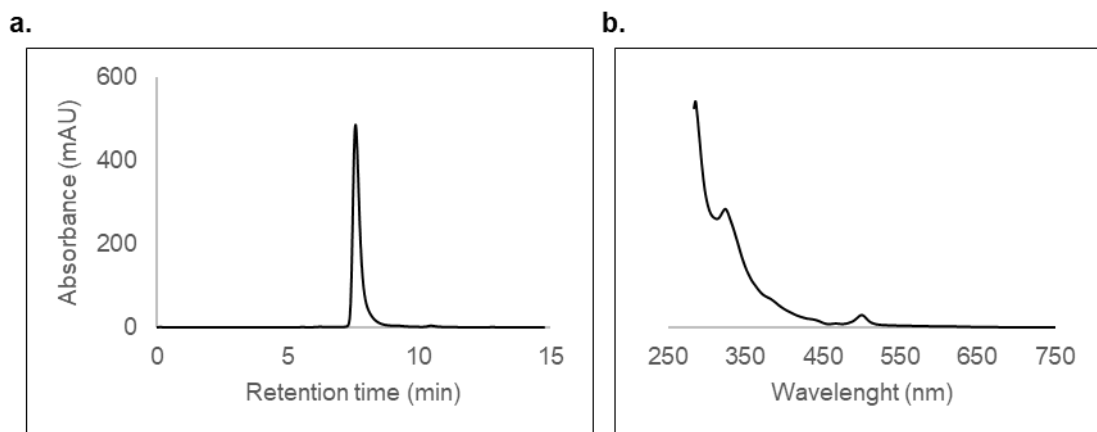 a.
600
400
200
0
Absorbance (mAU)
0 5 10 15
Retention time (min)
b.
250 350 450 550 650 750
Wavelenght (nm)